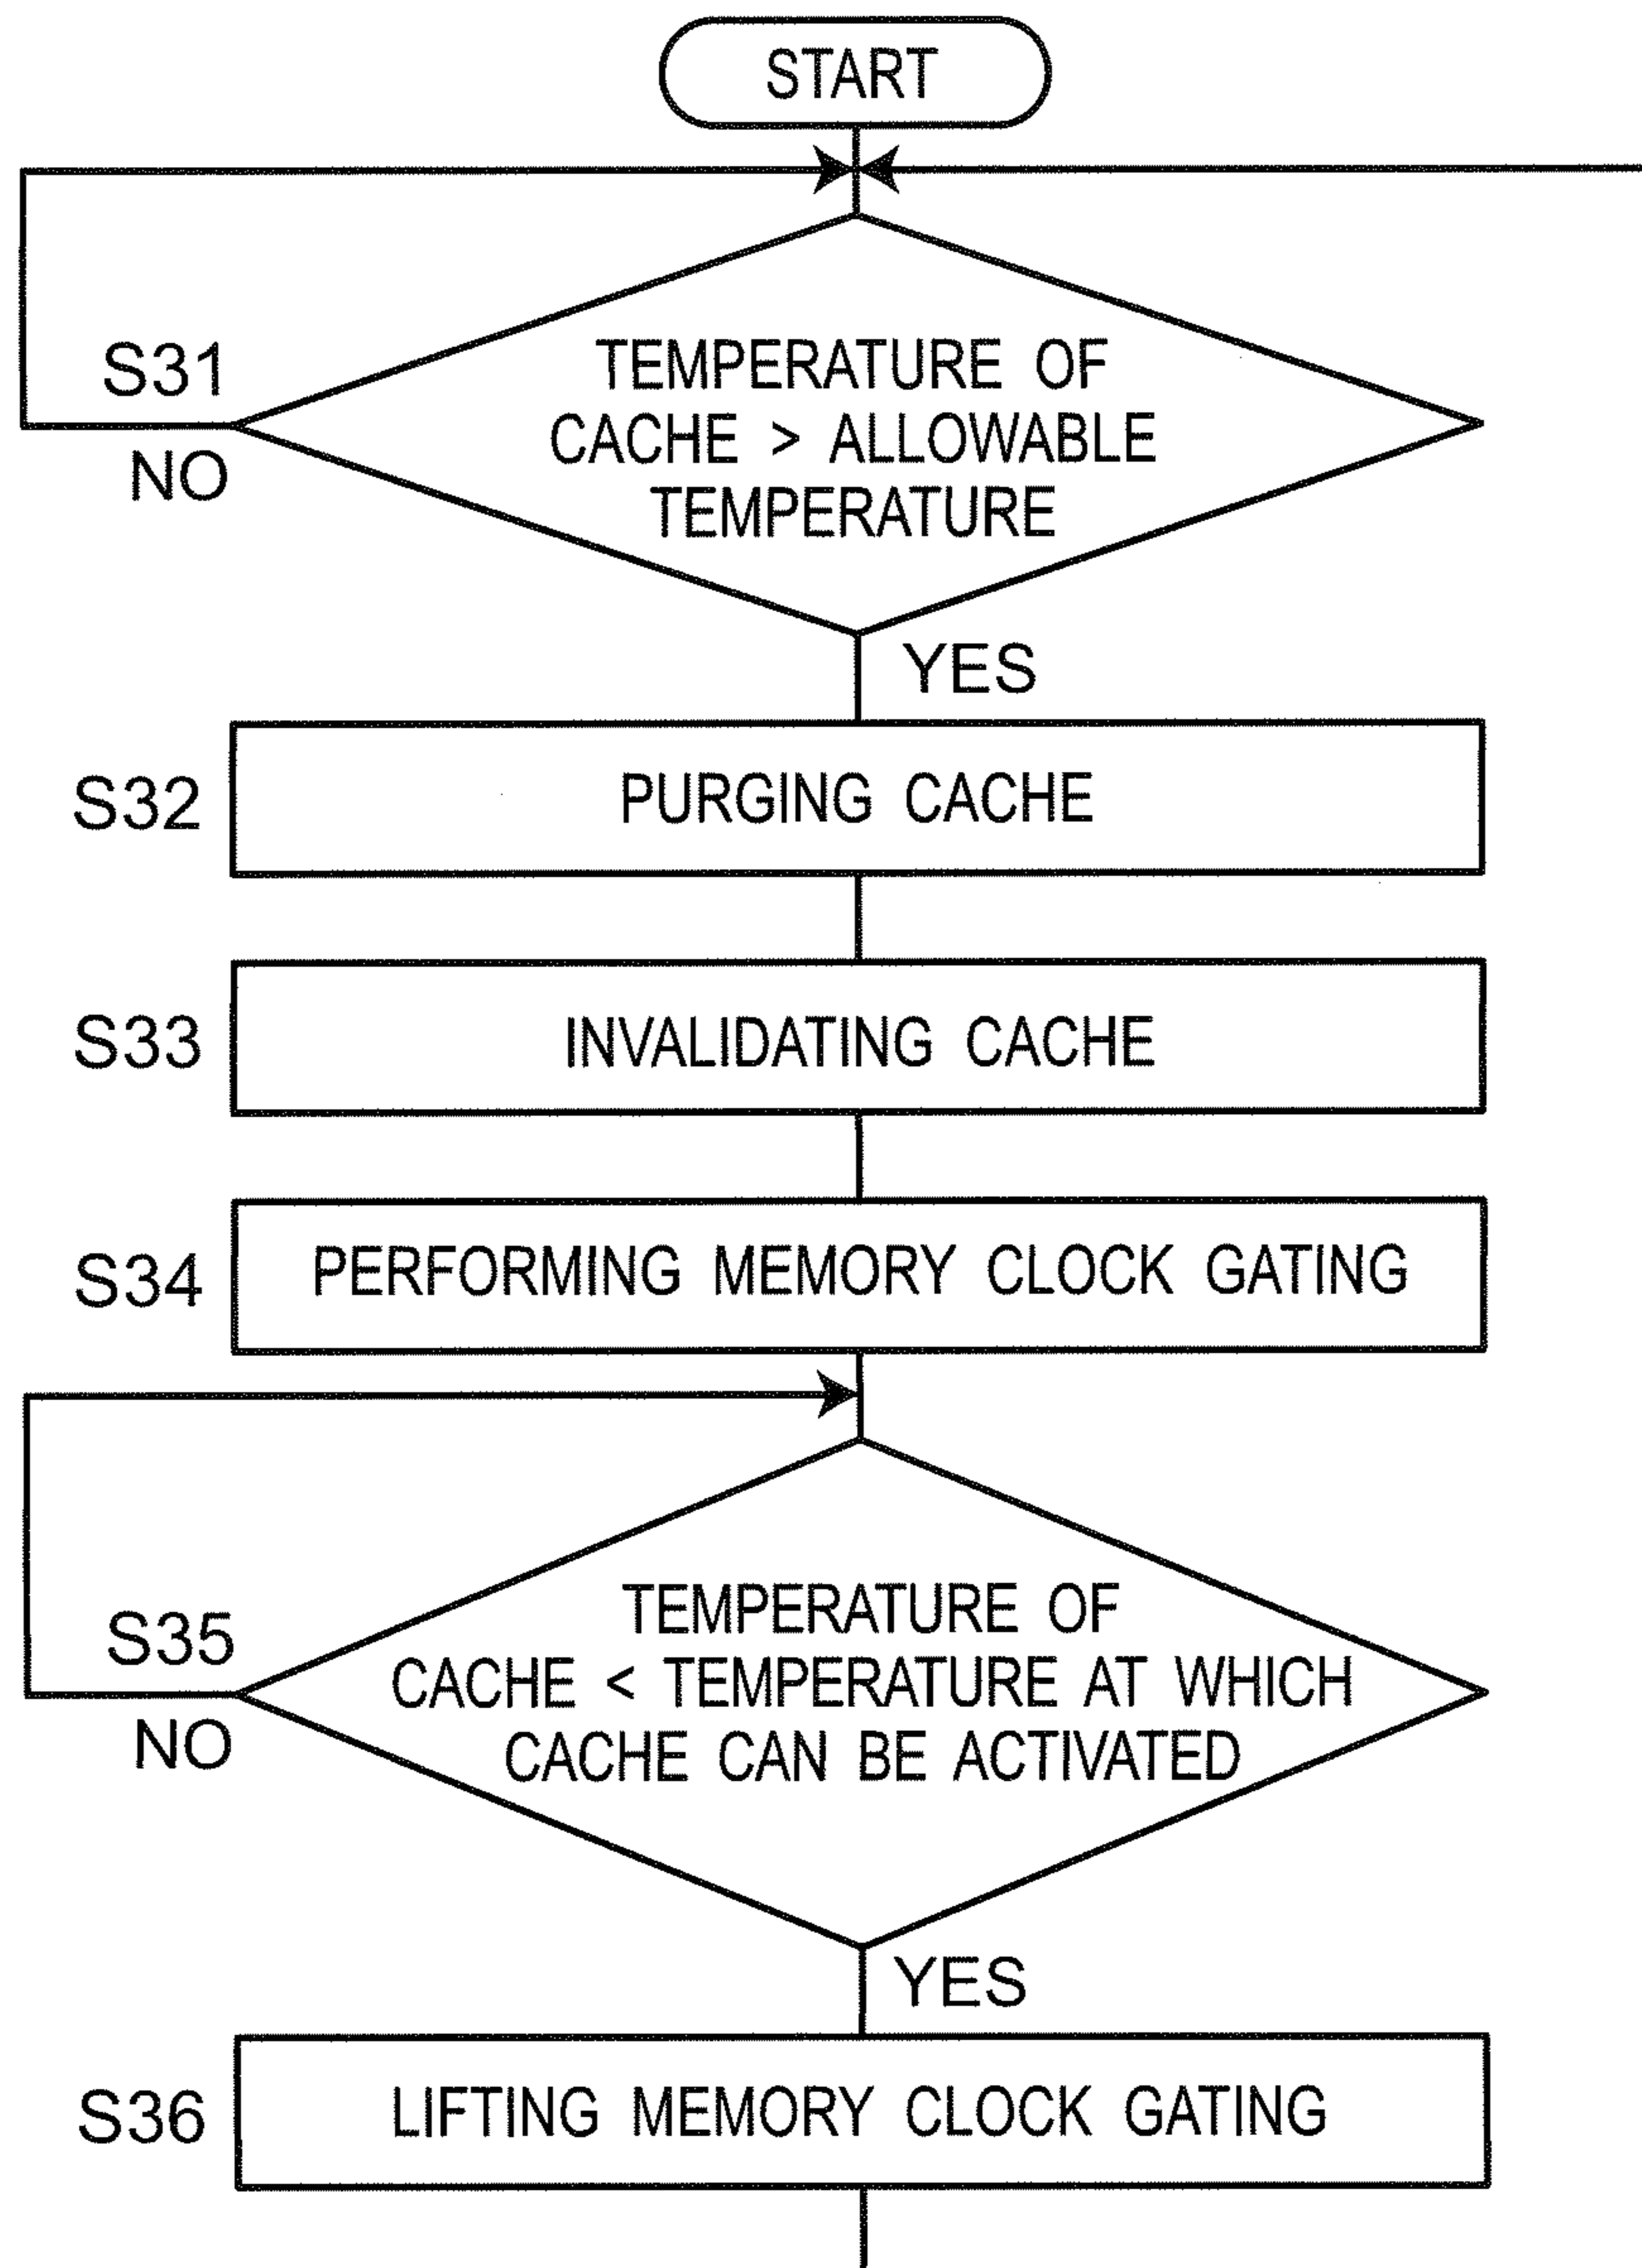 START
S31
TEMPERATURE OF
CACHE > ALLOWABLE
TEMPERATURE
NO
YES
S32
PURGING CACHE
S33
INVALIDATING CACHE
S34
PERFORMING MEMORY CLOCK GATING
S35
TEMPERATURE OF
CACHE < TEMPERATURE AT WHICH
CACHE CAN BE ACTIVATED
NO
YES
S36
LIFTING MEMORY CLOCK GATING